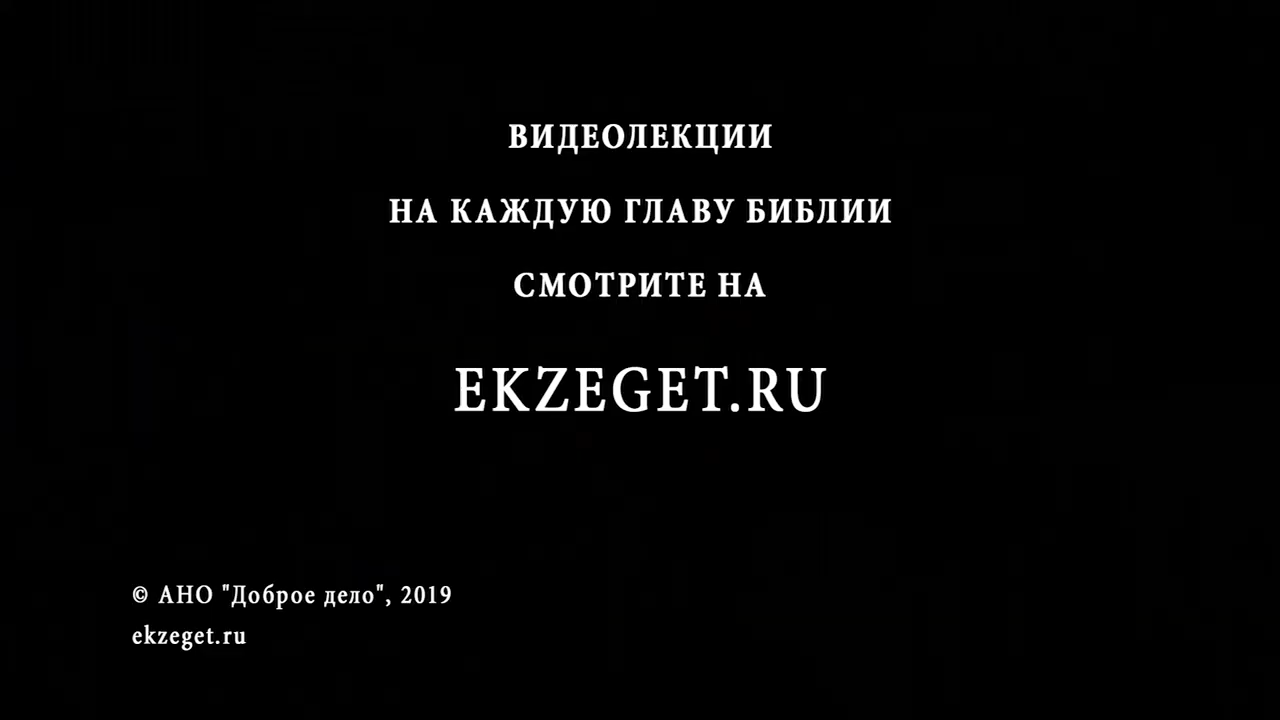 ВИДЕОЛЕКЦИИ
НА КАЖДУЮ ГЛАВУ БИБЛИИ
СМОТРИТЕ НА
EKZEGET.RU
© АНО "Доброе дело", 2019
ekzeget.ru